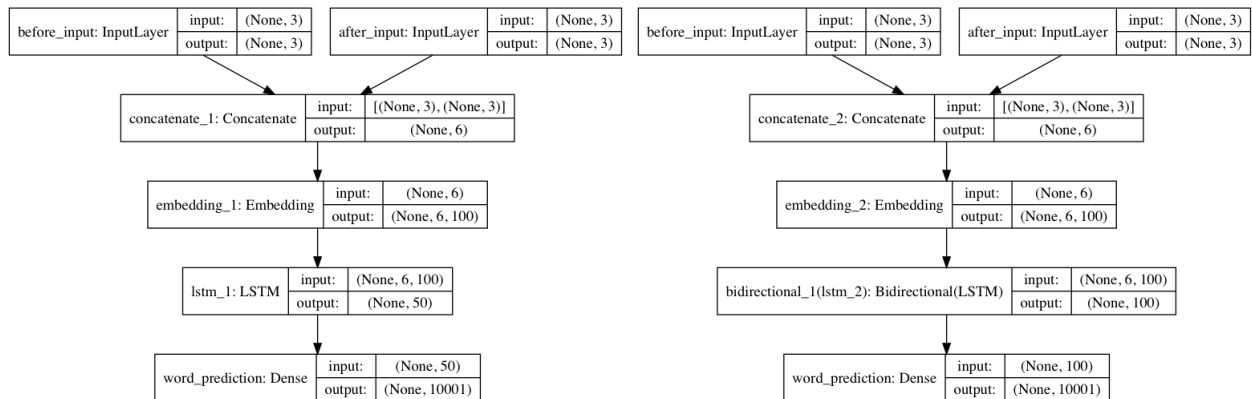 before_input: InputLayer
input: (None, 3)
output: (None, 3)
after_input: InputLayer
input: (None, 3)
output: (None, 3)
concatenate_1: Concatenate
input: [(None, 3), (None, 3)]
output: (None, 6)
embedding_1: Embedding
input: (None, 6)
output: (None, 6, 100)
lstm_1: LSTM
input: (None, 6, 100)
output: (None, 50)
word_prediction: Dense
input: (None, 50)
output: (None, 10001)
before_input: InputLayer
input: (None, 3)
output: (None, 3)
after_input: InputLayer
input: (None, 3)
output: (None, 3)
concatenate_2: Concatenate
input: [(None, 3), (None, 3)]
output: (None, 6)
embedding_2: Embedding
input: (None, 6)
output: (None, 6, 100)
bidirectional_1(lstm_2): Bidirectional(LSTM)
input: (None, 6, 100)
output: (None, 100)
word_prediction: Dense
input: (None, 100)
output: (None, 10001)